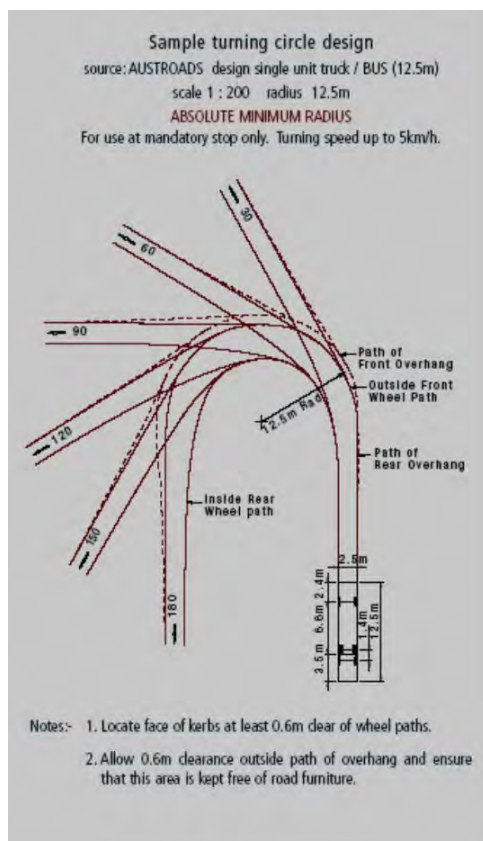 Sample turning circle design
source: AUSTROADS design single unit truck / BUS (12.5m)
scale 1 : 200 radius 12.5m
ABSOLUTE MINIMUM RADIUS
For use at mandatory stop only. Turning speed up to 5km/h.
30
60
90
120
150
180
Path of
Front Overhang
Outside Front
Wheel Path
12.5m Rad
Path of
Rear Overhang
Inside Rear
Wheel path
2.5m
2.4m
6.6m
3.5m
1.4m
12.5m
Notes:- 1. Locate face of kerbs at least 0.6m clear of wheel paths.
2. Allow 0.6m clearance outside path of overhang and ensure
that this area is kept free of road furniture.